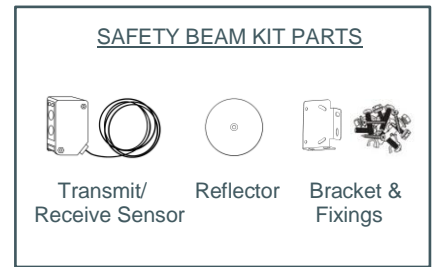 SAFETY BEAM KIT PARTS
Transmit/
Receive Sensor
Reflector
Bracket &
Fixings